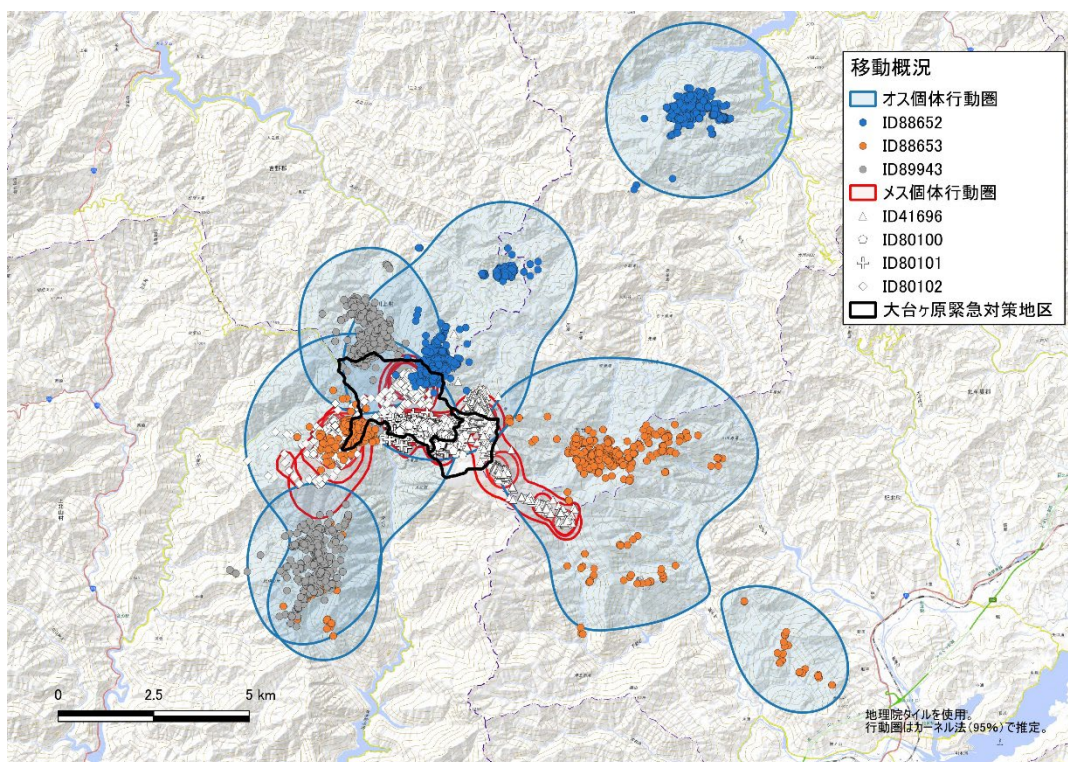 移動概況
オス個体行動圏
ID88652
ID88653
ID89943
メス個体行動圏
ID41696
ID80100
ID80101
ID80102
大台ヶ原緊急対策地区
0 2.5 5 km
地理院タイルを使用。
行動圏はカーネル法(95%)で推定。